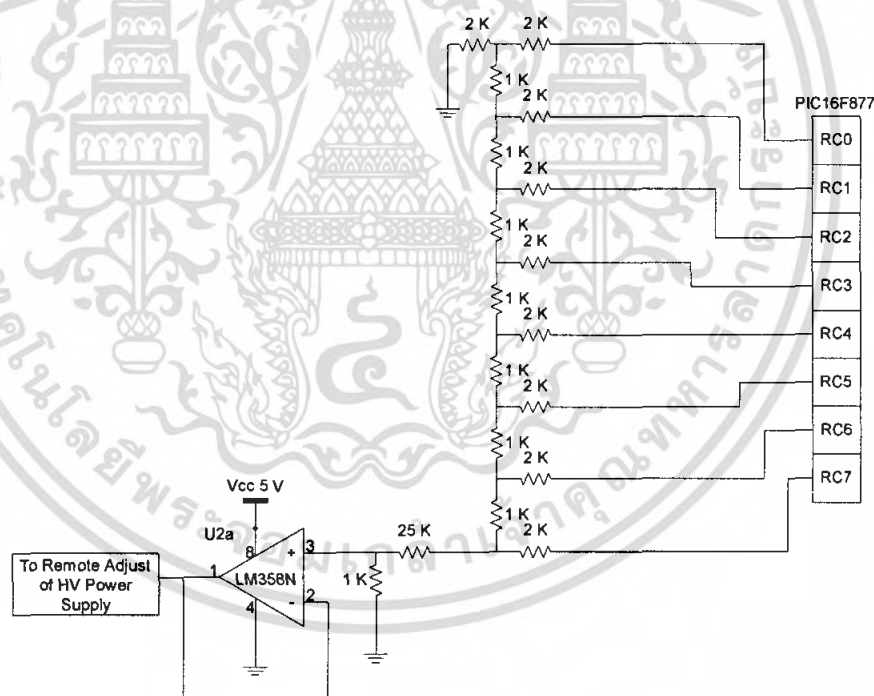 2 K 2 K
1 K
2 K
PIC16F877
RC0
1 K
2 K
RC1
1 K
2 K
RC2
1 K
2 K
RC3
1 K
2 K
RC4
1 K
2 K
RC5
1 K
2 K
RC6
1 K
2 K
RC7
Vcc 5 V
U2a
8
+
3
25 K
1 K
1
LM358N
4
-
2
To Remote Adjust
of HV Power
Supply